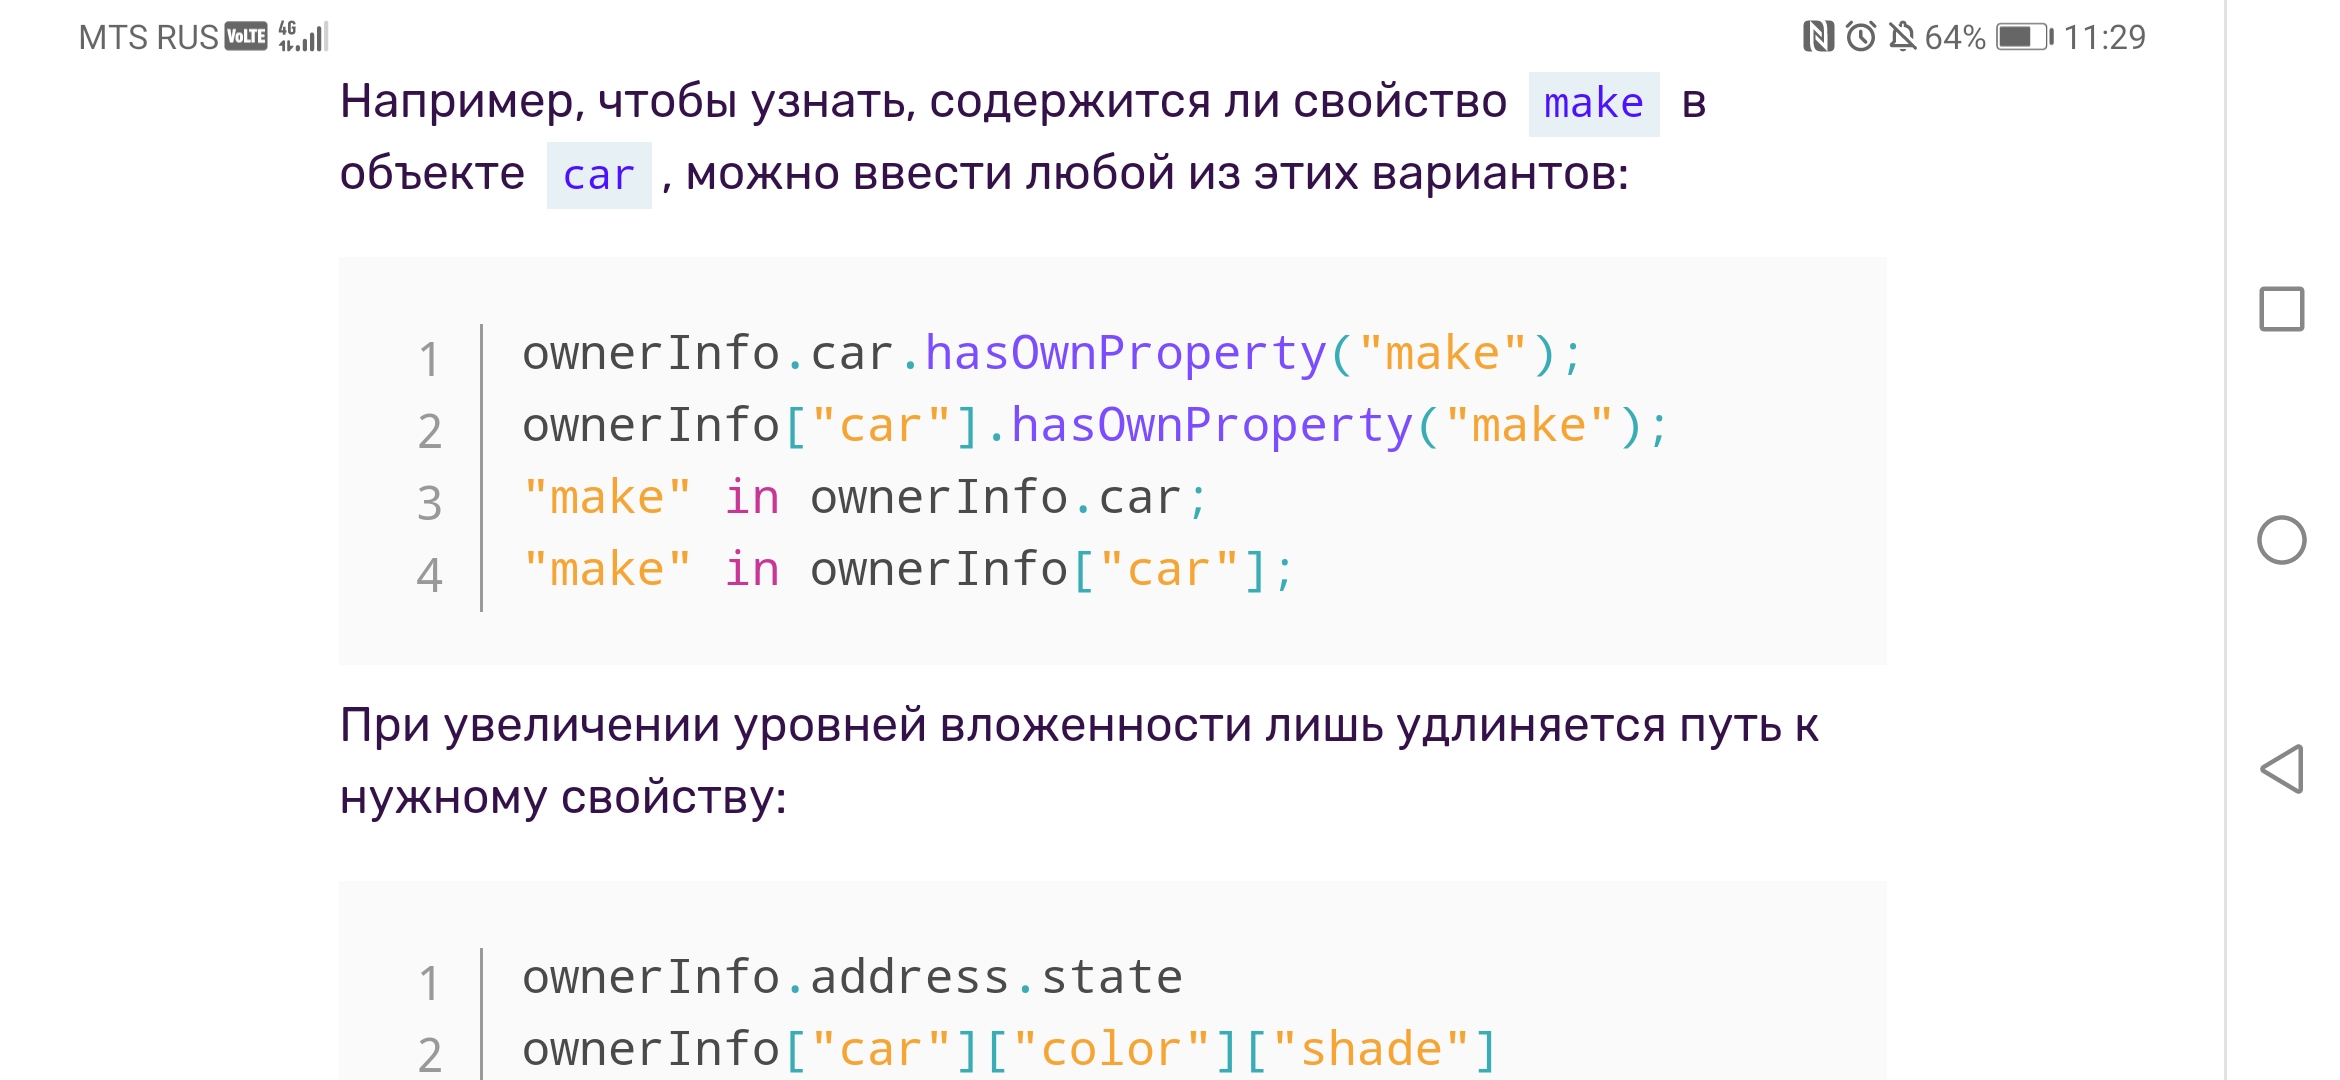 MTS RUS VoLTE 4G 64% 11:29
Например, чтобы узнать, содержится ли свойство make в
объекте car , можно ввести любой из этих вариантов:
1 ownerInfo.car.hasOwnProperty("make");
2 ownerInfo["car"].hasOwnProperty("make");
3 "make" in ownerInfo.car;
4 "make" in ownerInfo["car"];
При увеличении уровней вложенности лишь удлиняется путь к
нужному свойству:
1 ownerInfo.address.state
2 ownerInfo["car"]["color"]["shade"]